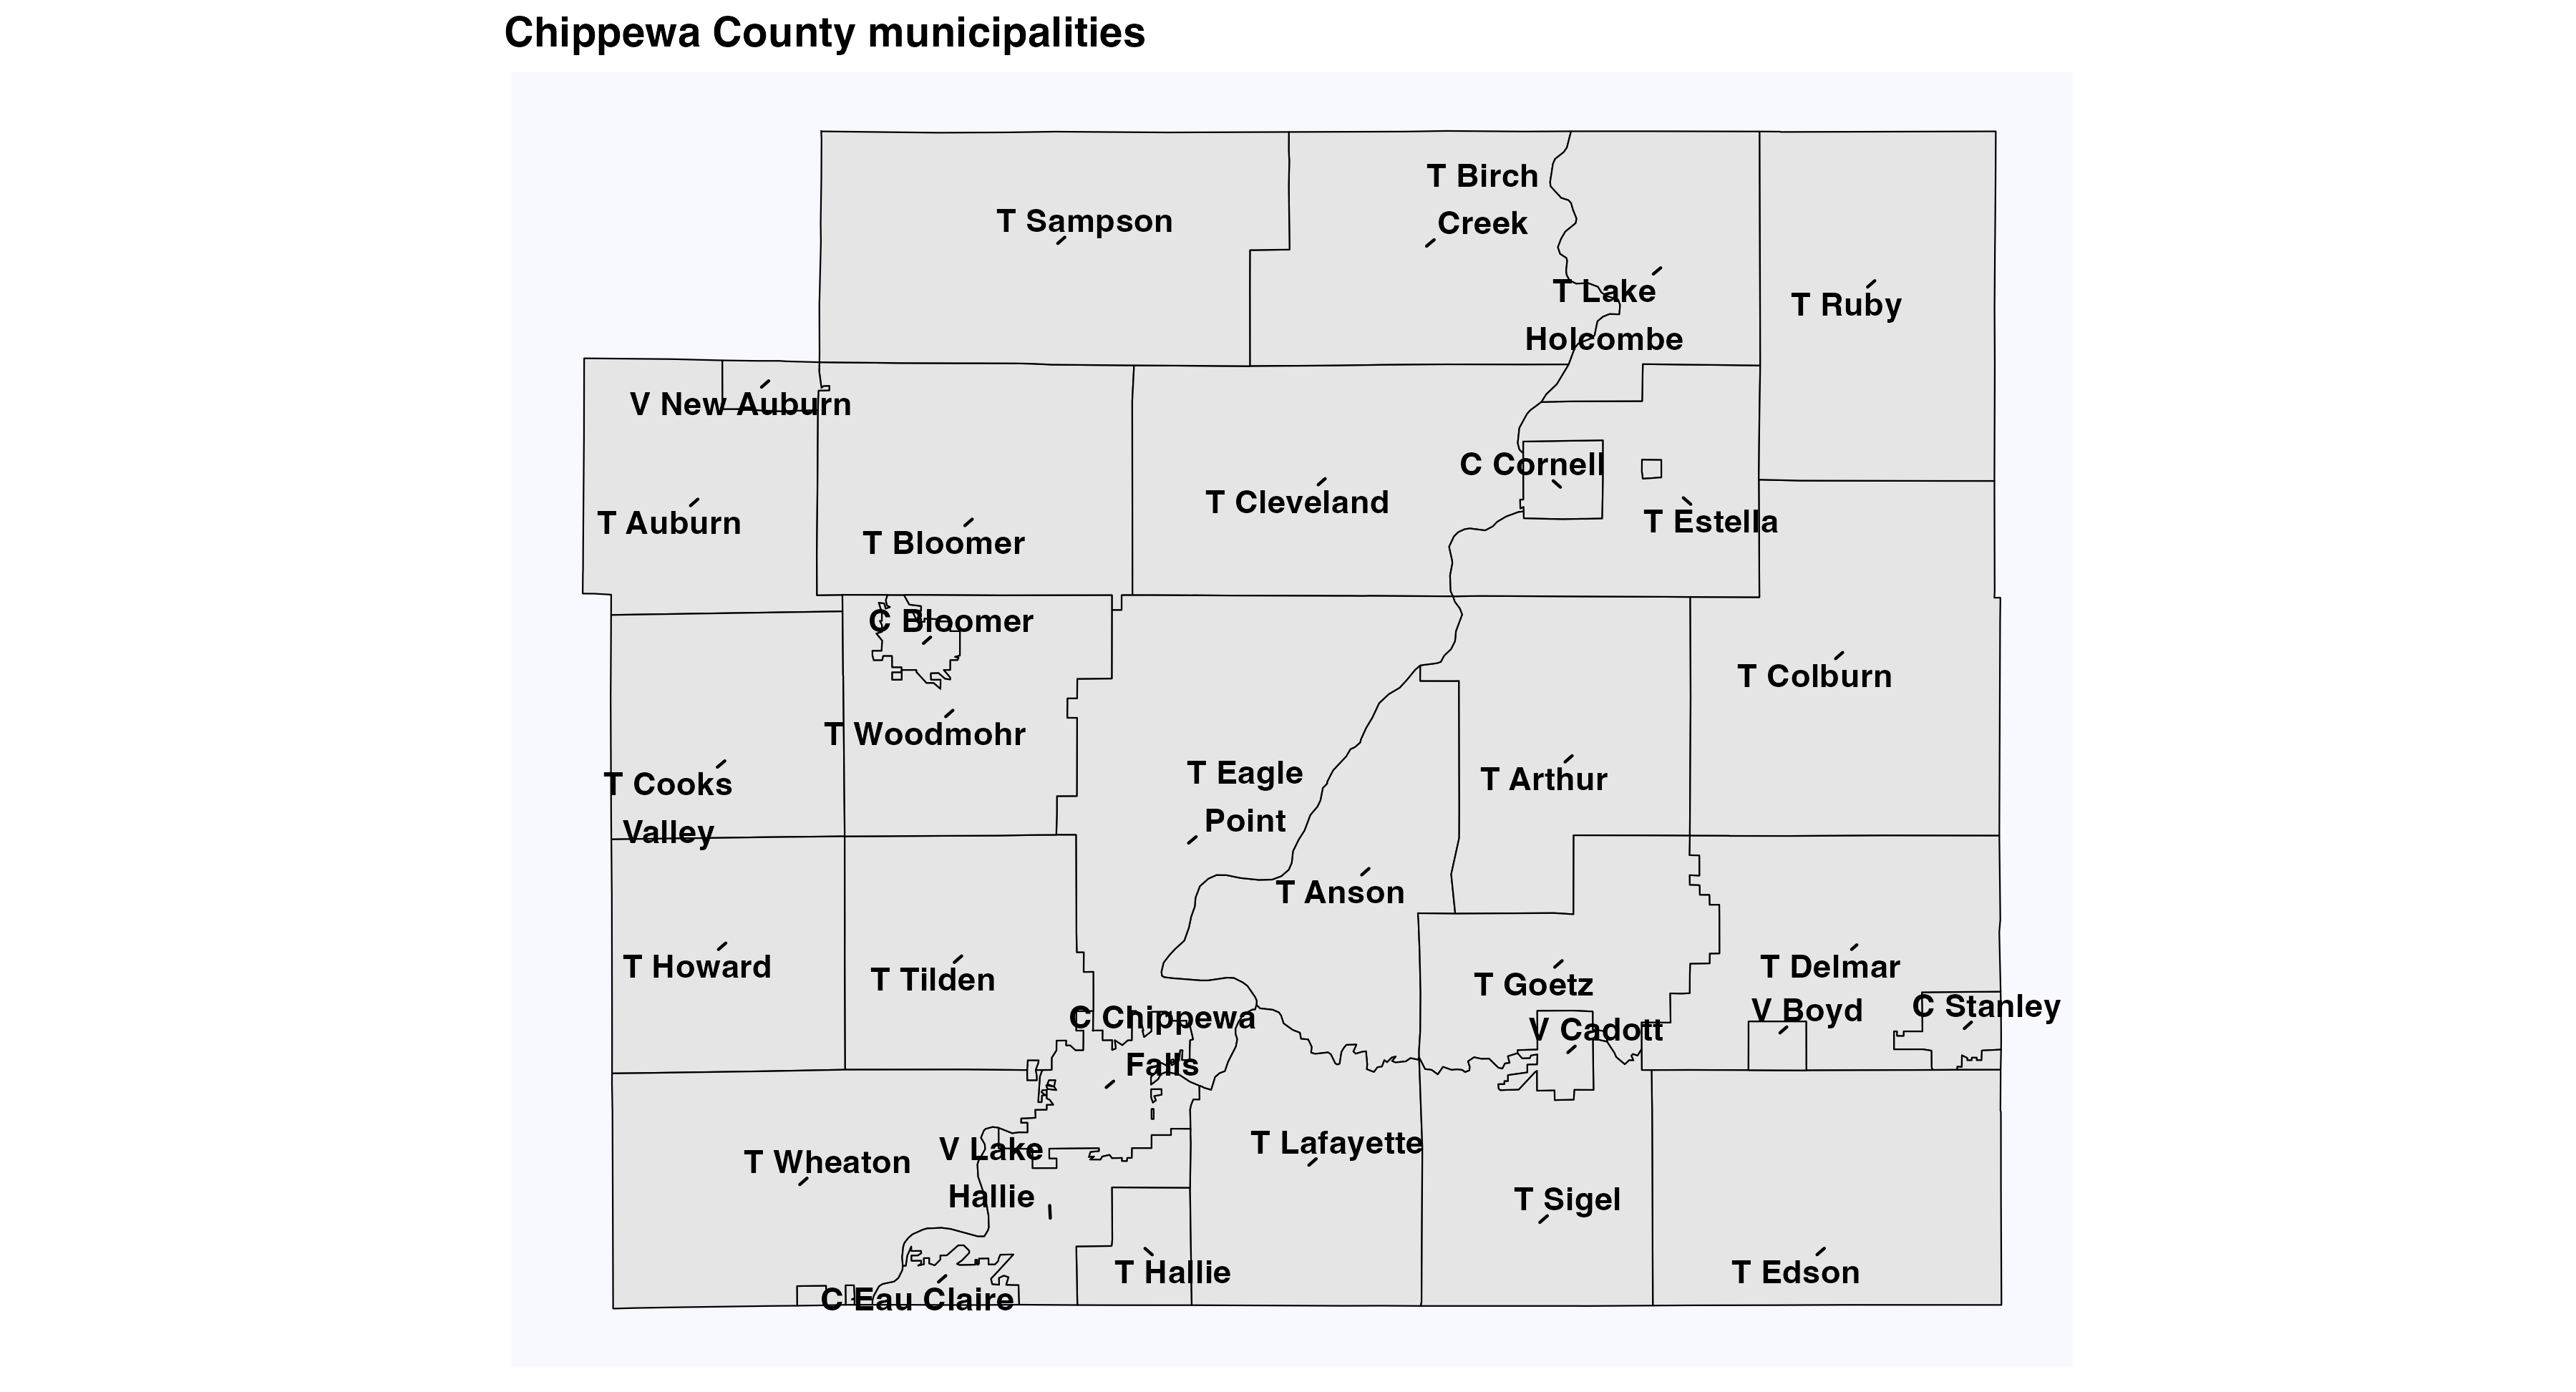 Chippewa County municipalities
T Birch
Creek
T Sampson
T Lake
Holcombe
T Ruby
V New Auburn
C Cornell
T Cleveland
T Auburn
T Estella
T Bloomer
C Bloomer
T Colburn
T Woodmohr
T Eagle
Point
T Cooks
Valley
T Arthur
T Anson
T Howard
T Tilden
T Goetz
T Delmar
V Boyd
C Stanley
C Chippewa
Falls
V Cadott
T Lafayette
V Lake
Hallie
T Wheaton
T Sigel
T Hallie
T Edson
C Eau Claire